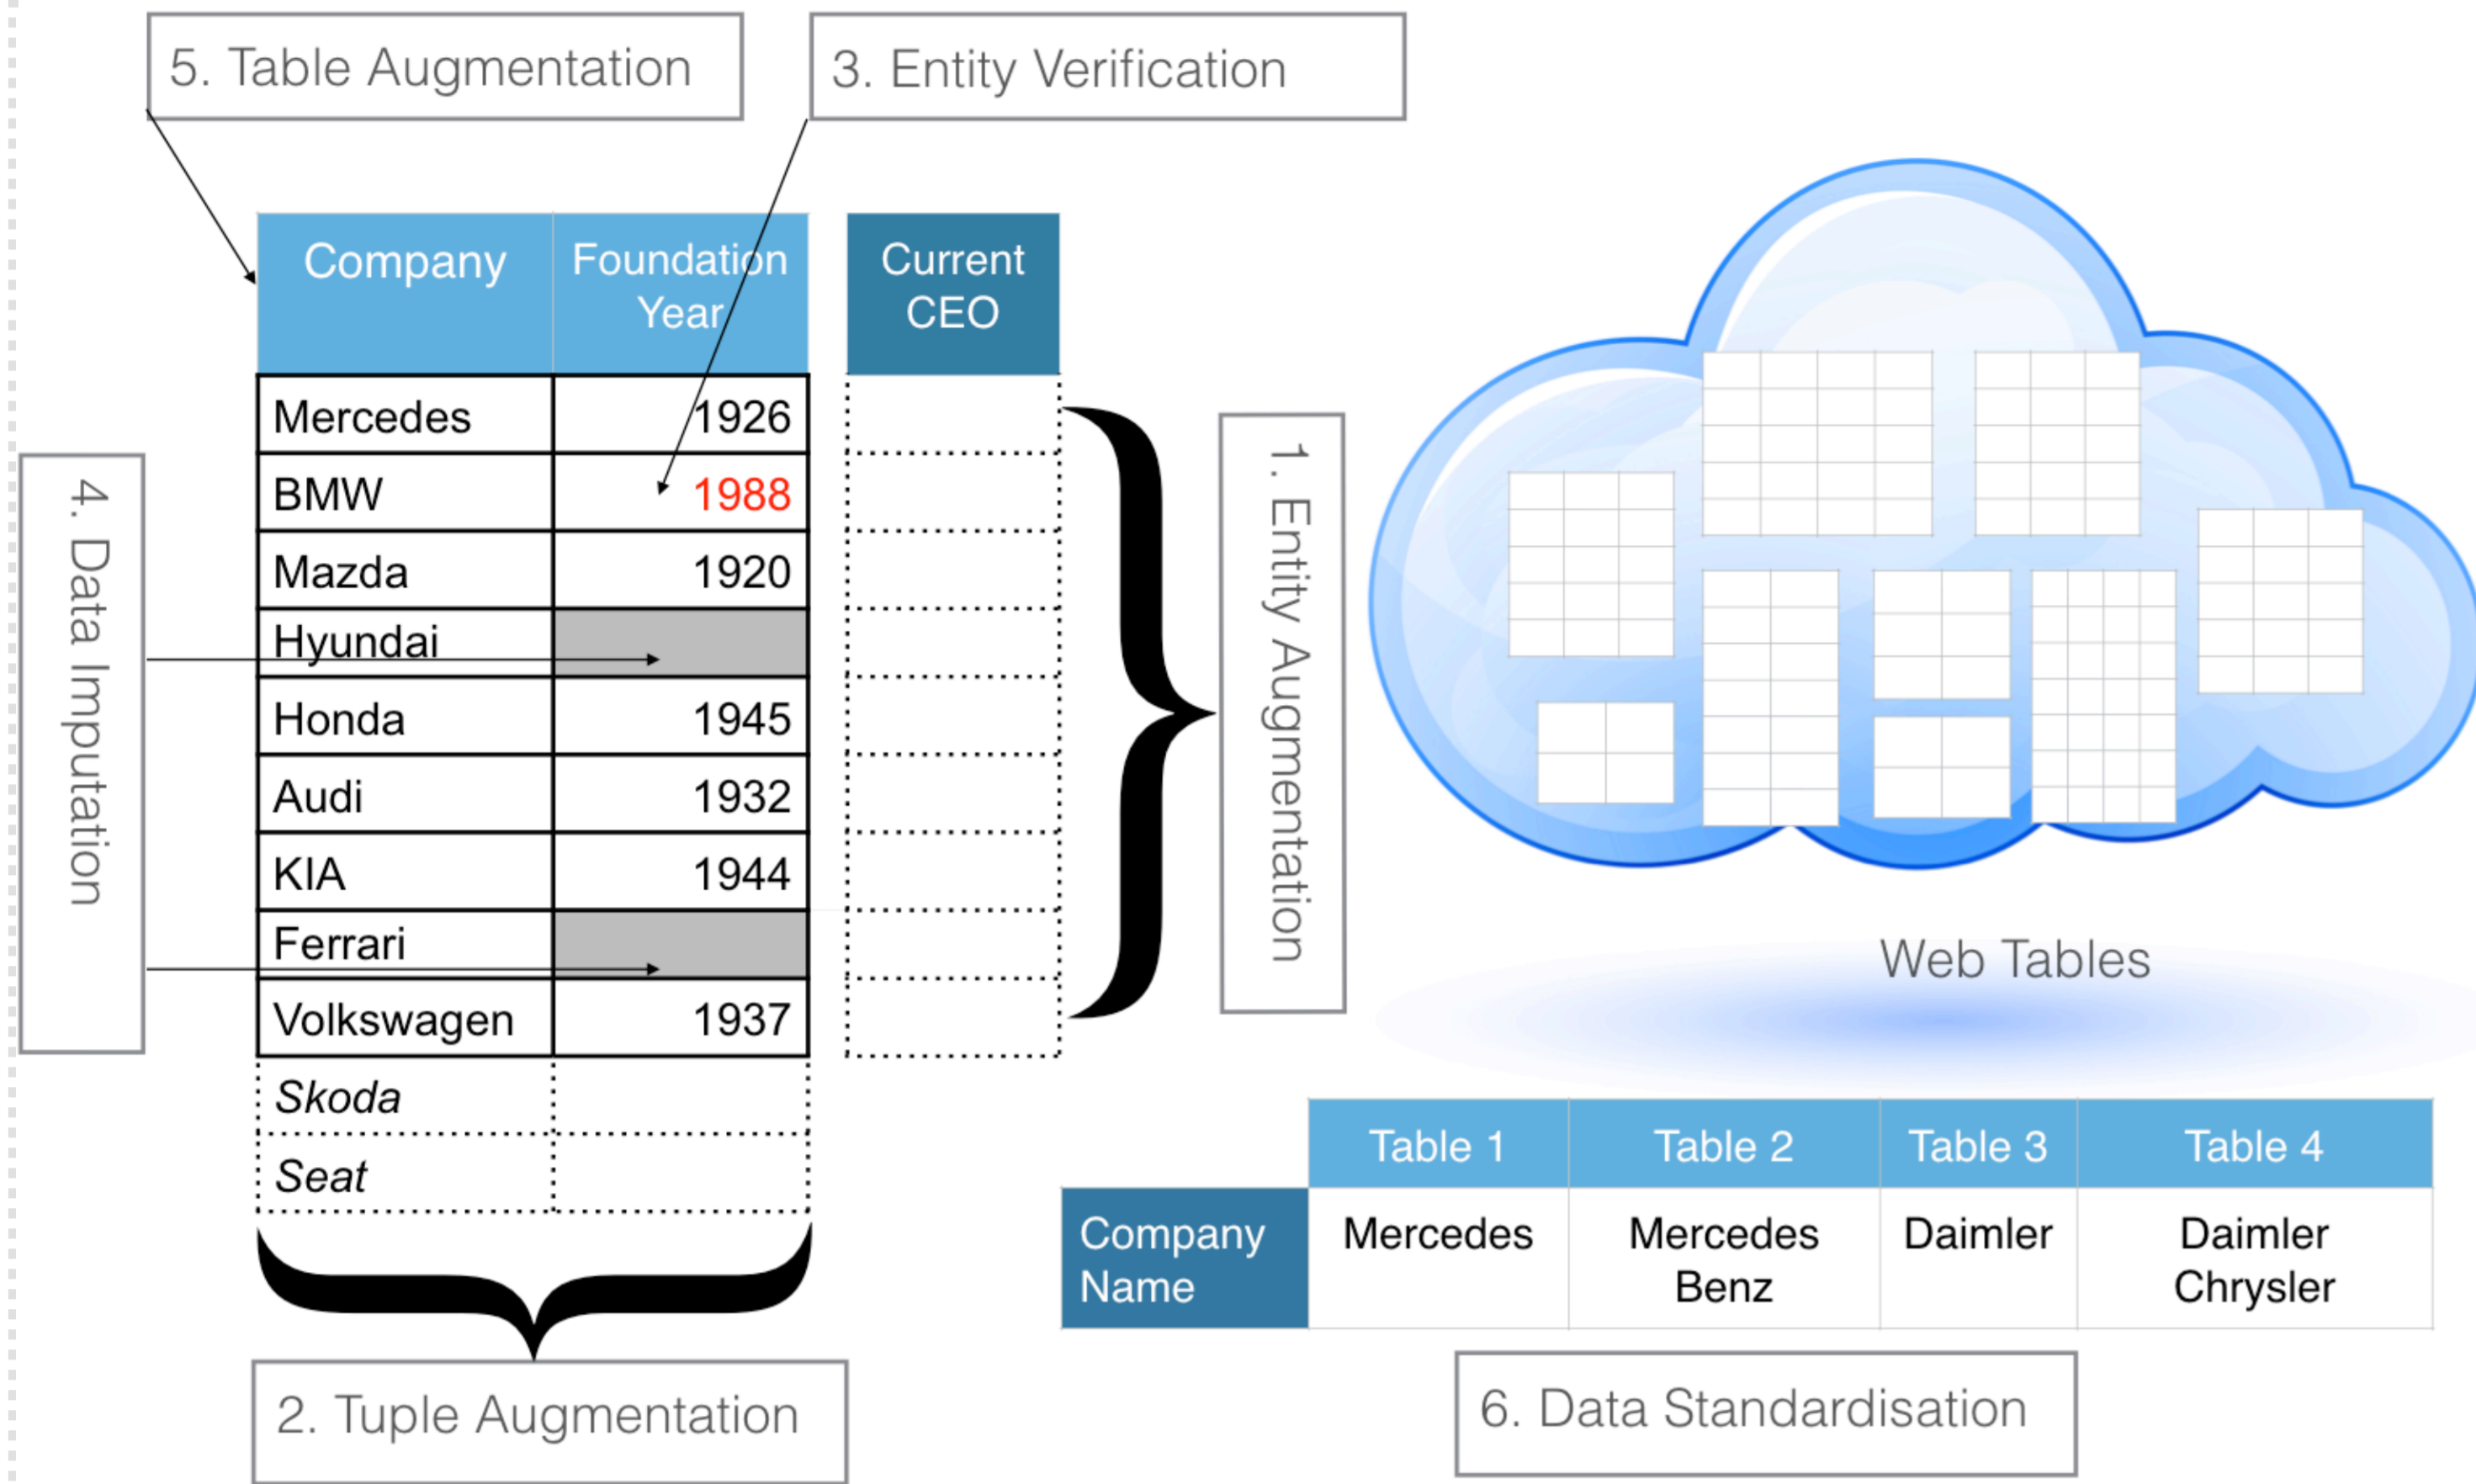 5. Table Augmentation
3. Entity Verification
Company
Foundation
Year
Current
CEO
Mercedes 1926
BMW 1988
Mazda 1920
Hyundai
Honda 1945
Audi 1932
KIA 1944
Ferrari
Volkswagen 1937
Skoda
Seat
4. Data Imputation
1. Entity Augmentation
2. Tuple Augmentation
Web Tables
Table 1 Table 2 Table 3 Table 4
Company
Name
Mercedes
Mercedes
Benz
Daimler
Daimler
Chrysler
6. Data Standardisation